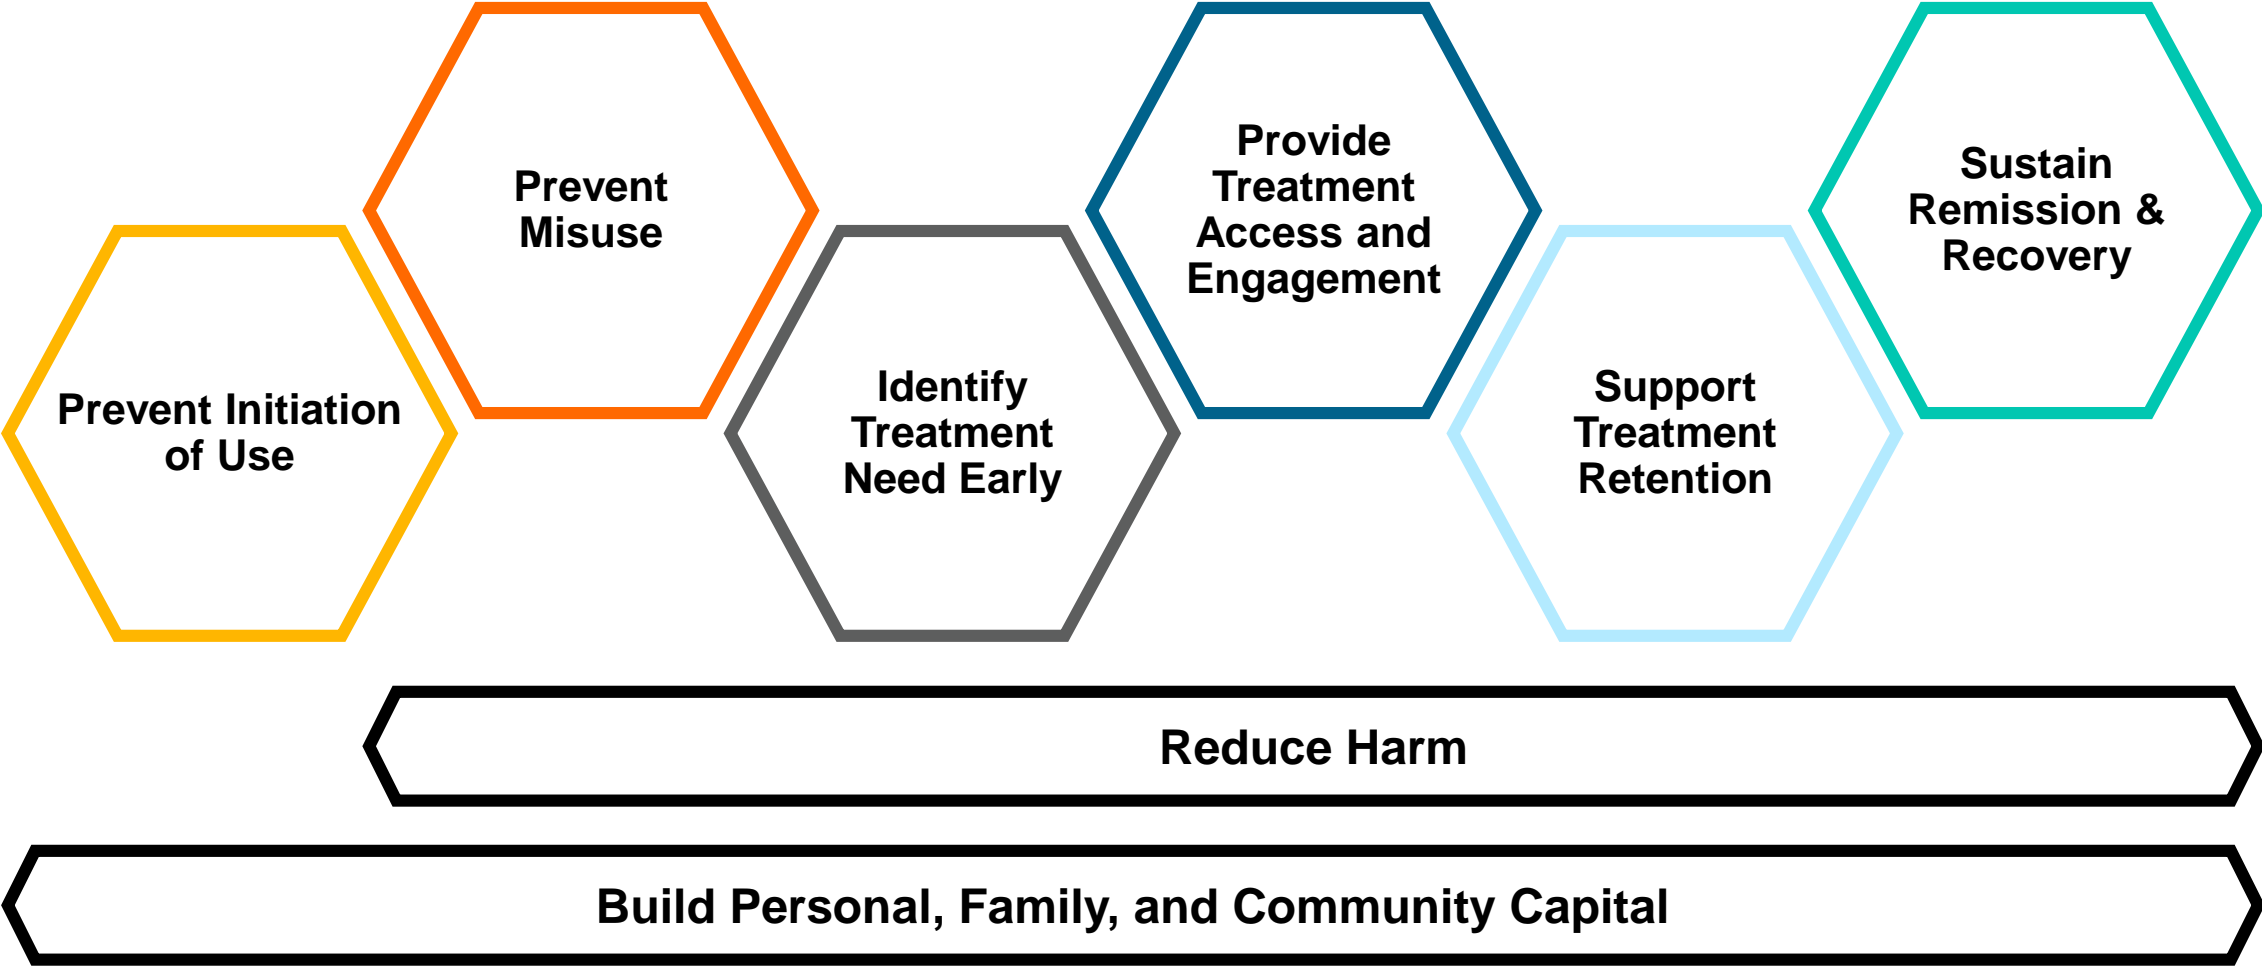 Prevent Initiation
of Use
Prevent
Misuse
Identify
Treatment
Need Early
Provide
Treatment
Access and
Engagement
Support
Treatment
Retention
Sustain
Remission &
Recovery
Reduce Harm
Build Personal, Family, and Community Capital